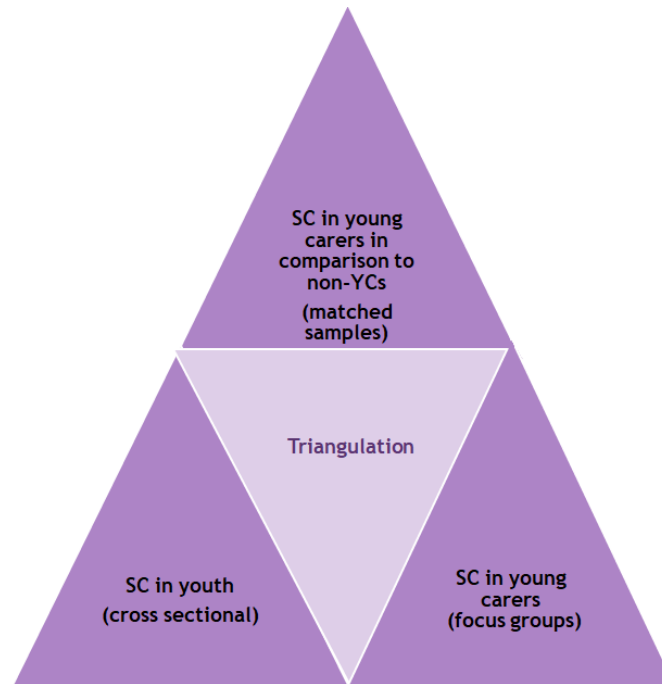 SC in young
carers in
comparison to
non-YCs
(matched
samples)
Triangulation
SC in youth
(cross sectional)
SC in young
carers
(focus groups)